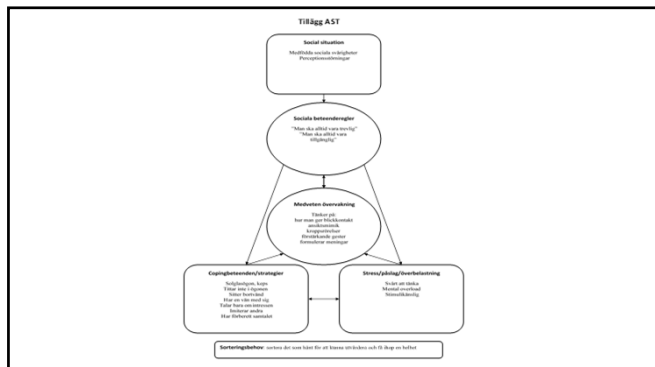 Tillägg AST
Social situation
Medfödda sociala svårigheter
Perceptionsstörningar
Sociala beteenderegler
"Man ska alltid vara trevlig"
"Man ska alltid vara
tillgänglig"
Medveten övervakning
Tänker på:
hur man ger blickkontakt
ansiktsmimik
kroppsrörelser
förstärkande gester
formulerar meningar
Copingbeteenden/strategier
Solglasögon, keps
Tittar inte i ögonen
Sitter bortvänd
Har en vän med sig
Talar bara om intressen
Imiterar andra
Har förberett samtalet
Stress/påslag/överbelastning
Svårt att tänka
Mental overload
Stimulikänslig
Sorteringsbehov: sortera det som hänt för att kunna utvärdera och få ihop en helhet